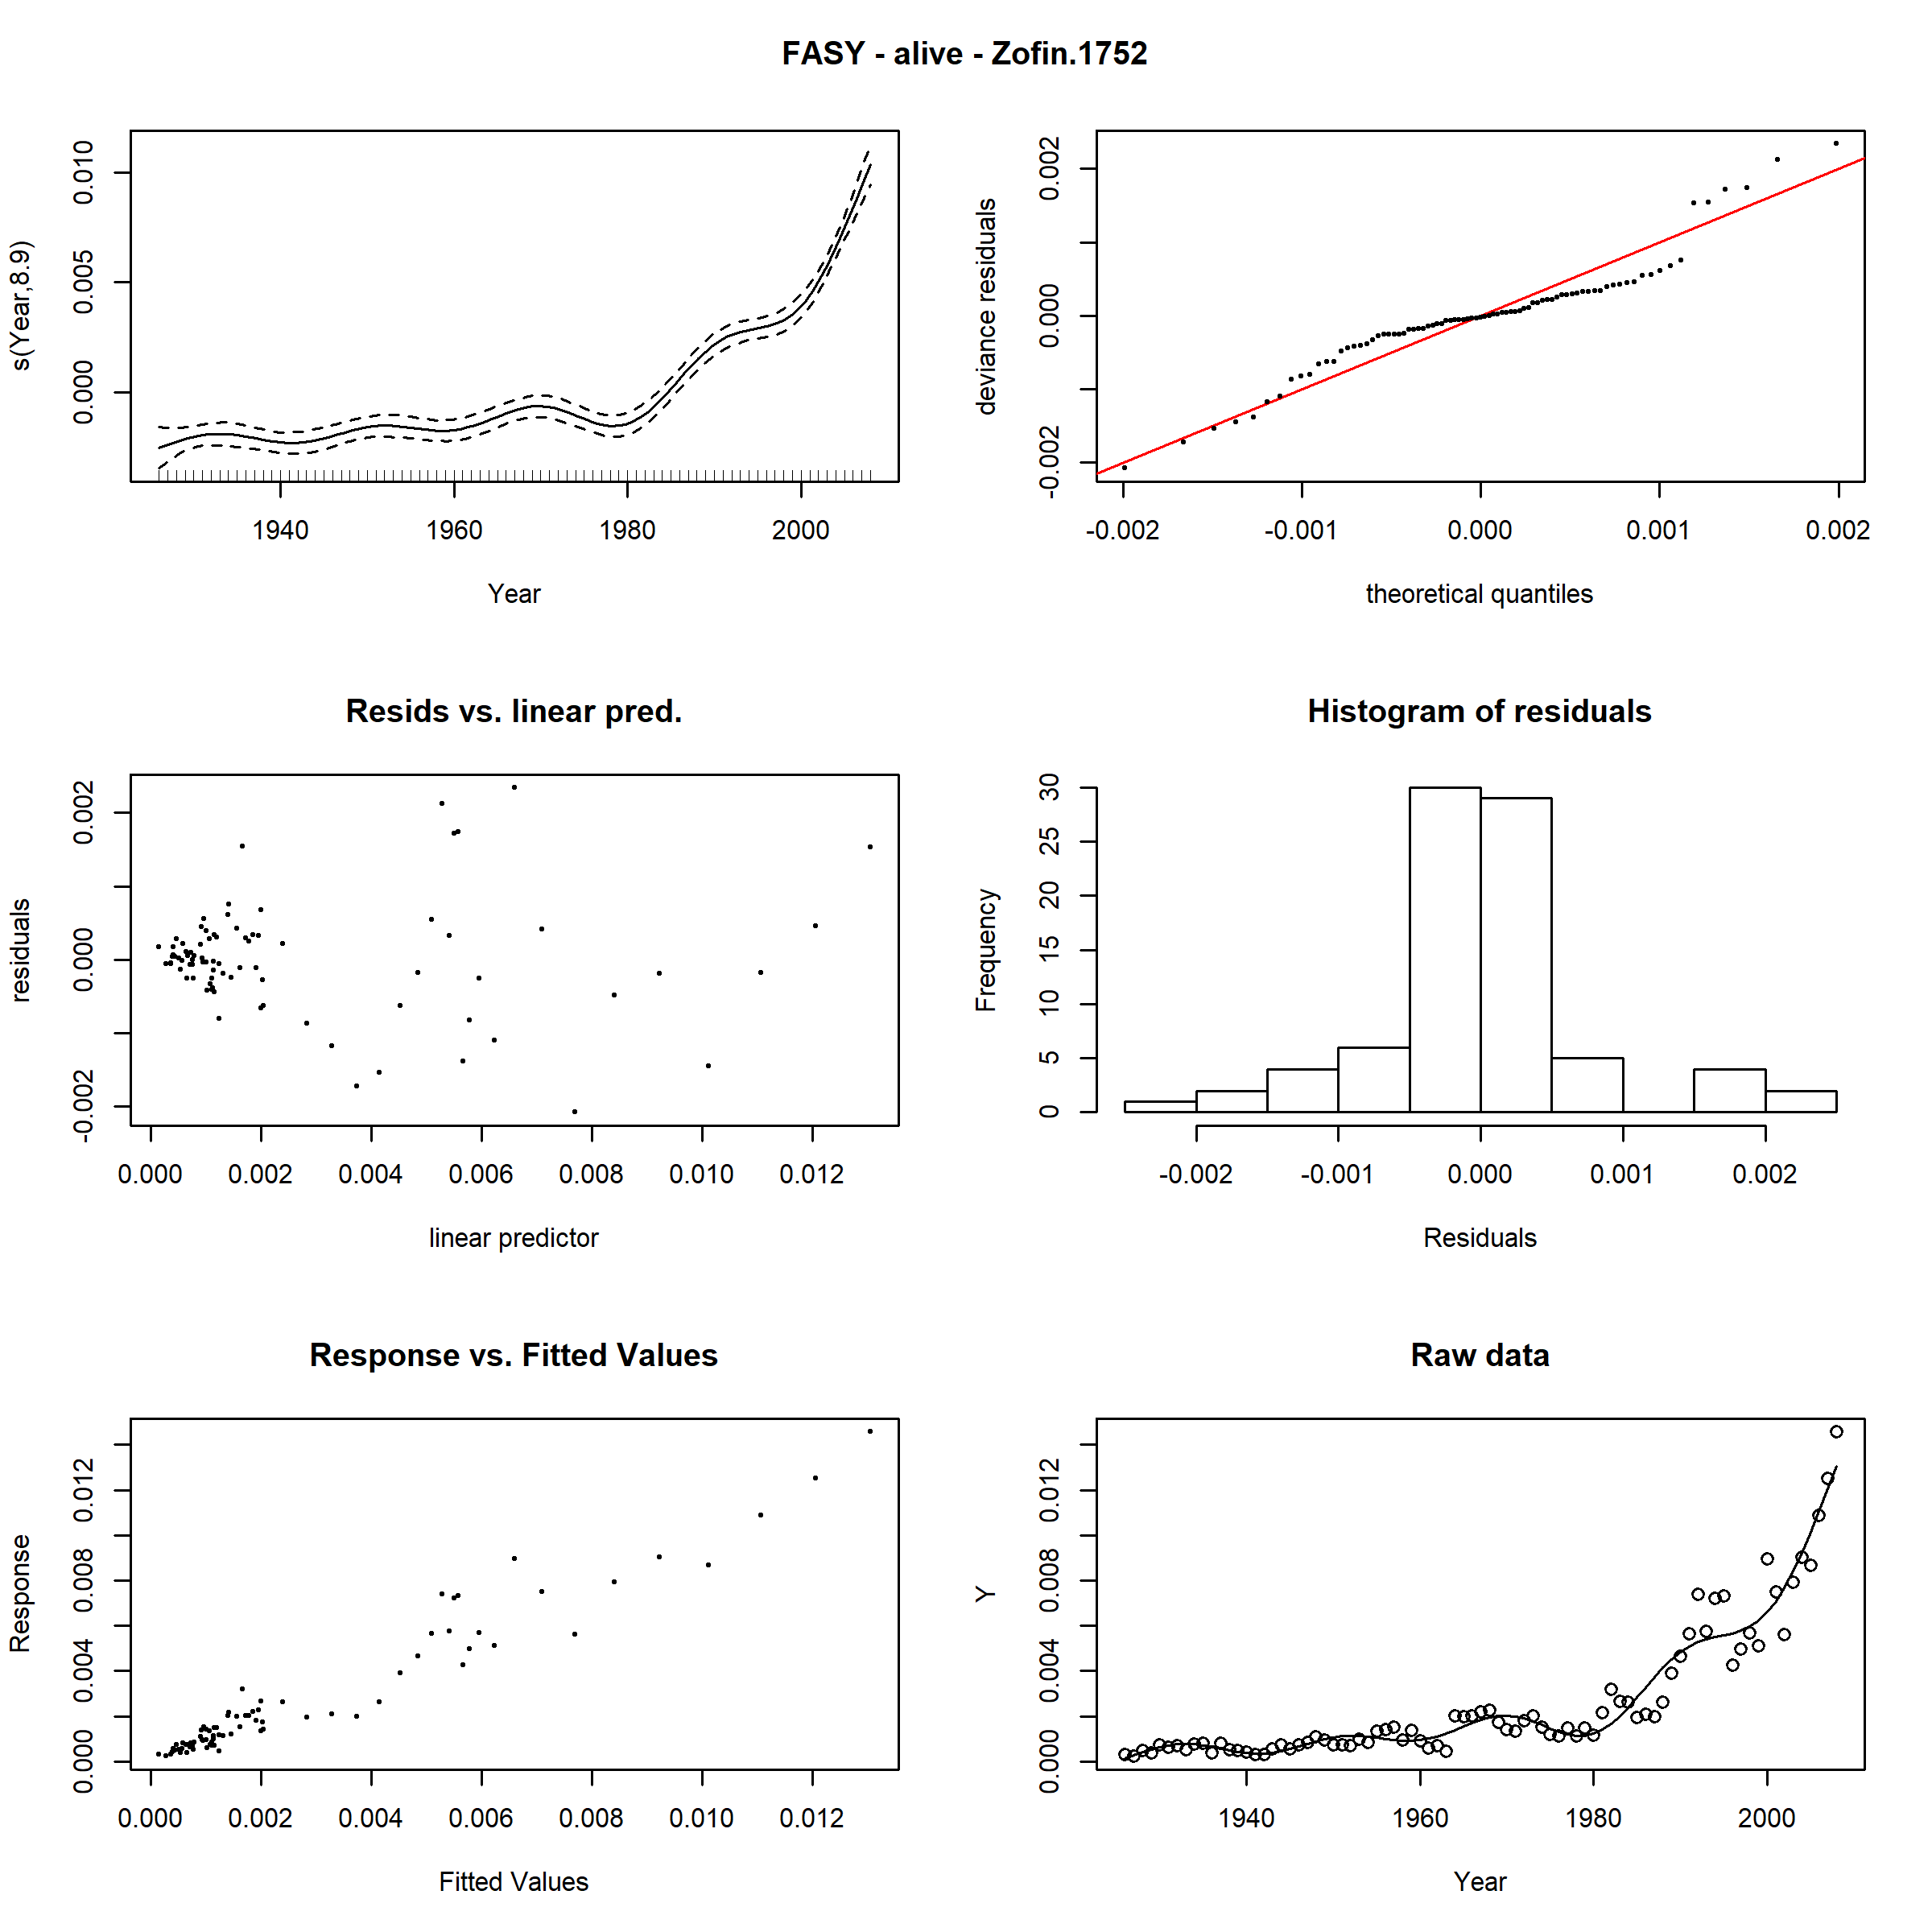 FASY - alive - Zofin.1752
s(Year,8.9)
0.000 0.005 0.010
1940 1960 1980 2000
Year
deviance residuals
-0.002 0.000 0.002
-0.002 -0.001 0.000 0.001 0.002
theoretical quantiles
Resids vs. linear pred.
residuals
-0.002 0.000 0.002
0.000 0.002 0.004 0.006 0.008 0.010 0.012
linear predictor
Histogram of residuals
Frequency
0 5 10 15 20 25 30
-0.002 -0.001 0.000 0.001 0.002
Residuals
Response vs. Fitted Values
Response
0.000 0.004 0.008 0.012
0.000 0.002 0.004 0.006 0.008 0.010 0.012
Fitted Values
Raw data
Y
0.000 0.004 0.008 0.012
1940 1960 1980 2000
Year